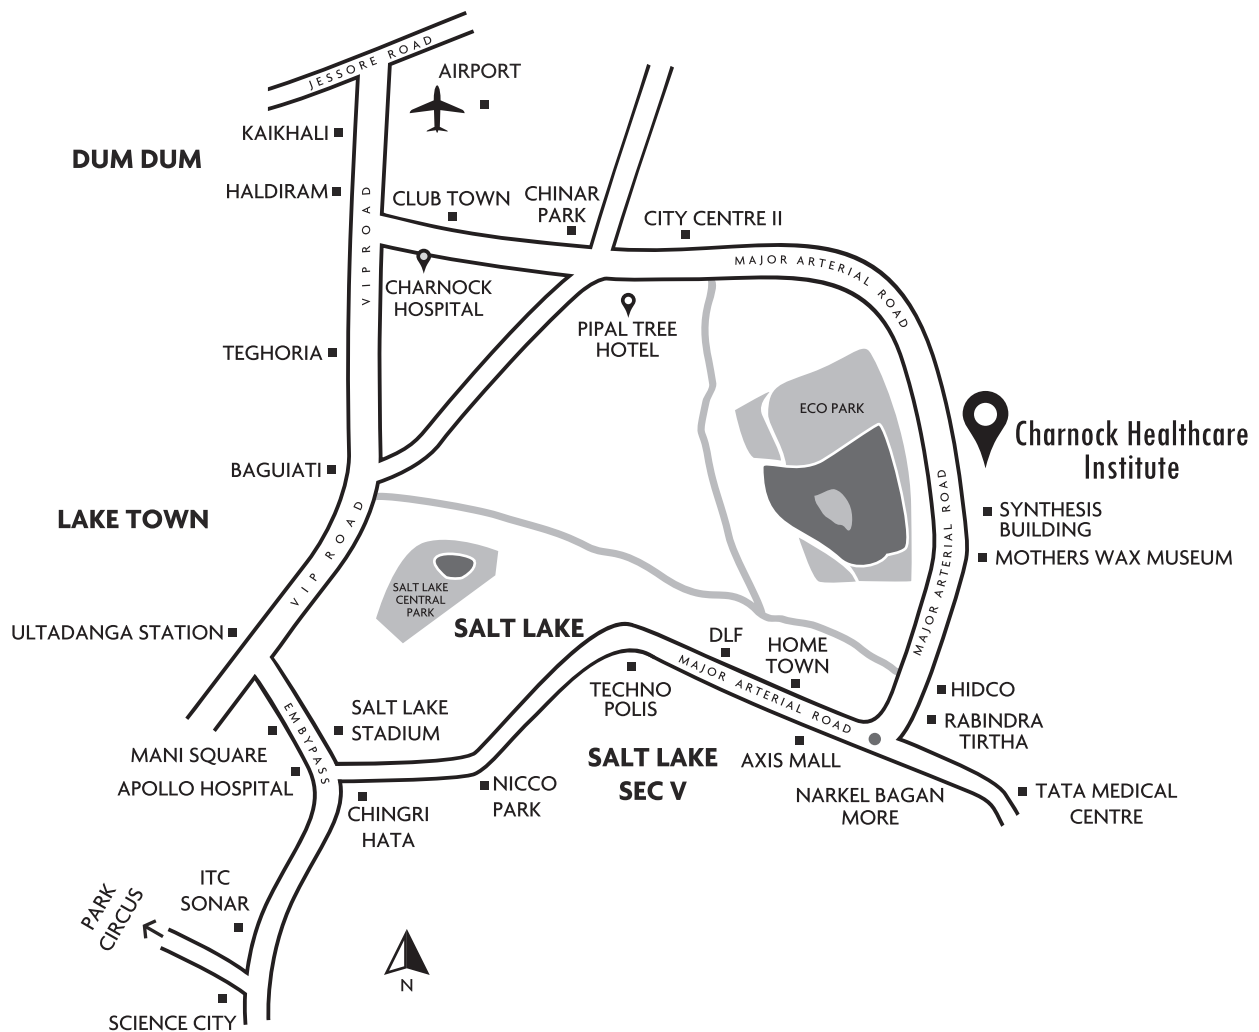 JESSORE ROAD
AIRPORT
KAIKHALI
DUM DUM
HALDIRAM
VIP ROAD
CLUB TOWN
CHINAR
PARK
CITY CENTRE II
MAJOR ARTERIAL ROAD
CHARNOCK
HOSPITAL
PIPAL TREE
HOTEL
TEGHORIA
ECO PARK
Charnock Healthcare
Institute
BAGUIATI
LAKE TOWN
VIP ROAD
MAJOR ARTERIAL ROAD
SYNTHESIS
BUILDING
MOTHERS WAX MUSEUM
SALT LAKE
CENTRAL
PARK
MAJOR ARTERIAL ROAD
ULTADANGA STATION
SALT LAKE
DLF
HOME
TOWN
MAJOR ARTERIAL ROAD
TECHNO
POLIS
HIDCO
RABINDRA
TIRTHA
EMBYPASS
SALT LAKE
STADIUM
MANI SQUARE
APOLLO HOSPITAL
SALT LAKE
SEC V
AXIS MALL
NICCO
PARK
NARKEL BAGAN
MORE
TATA MEDICAL
CENTRE
CHINGRI
HATA
ITC
SONAR
PARK
CIRCUS
N
SCIENCE CITY